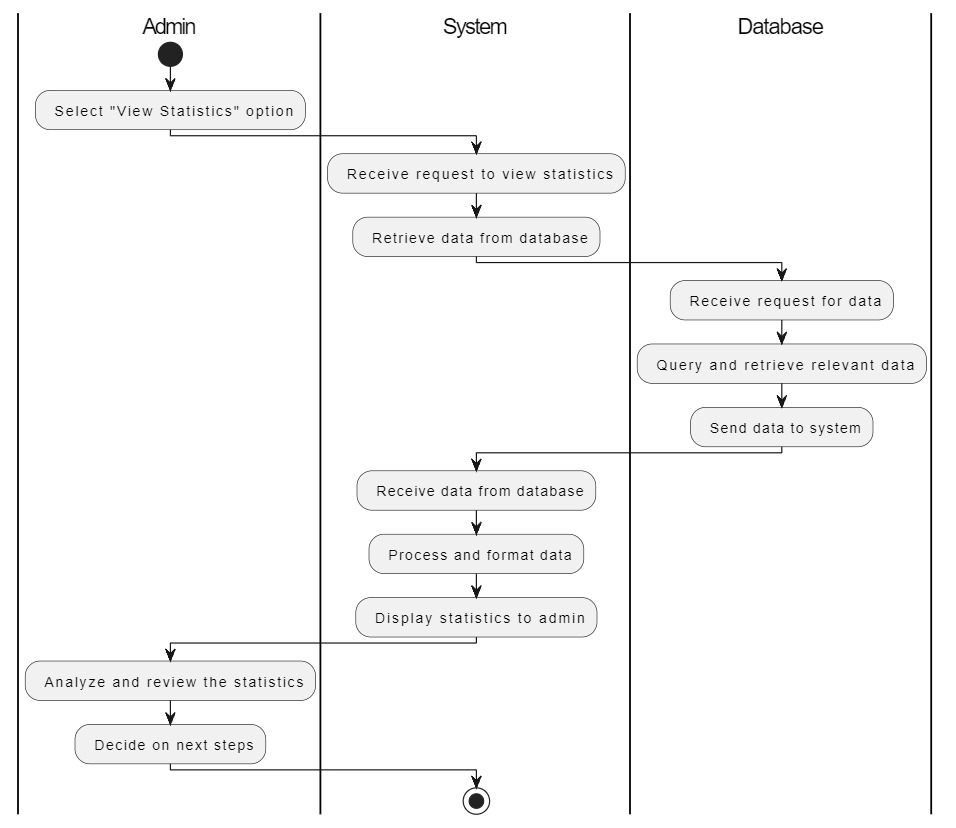 Admin
System
Database
Select "View Statistics" option
Receive request to view statistics
Retrieve data from database
Receive request for data
Query and retrieve relevant data
Send data to system
Receive data from database
Process and format data
Display statistics to admin
Analyze and review the statistics
Decide on next steps